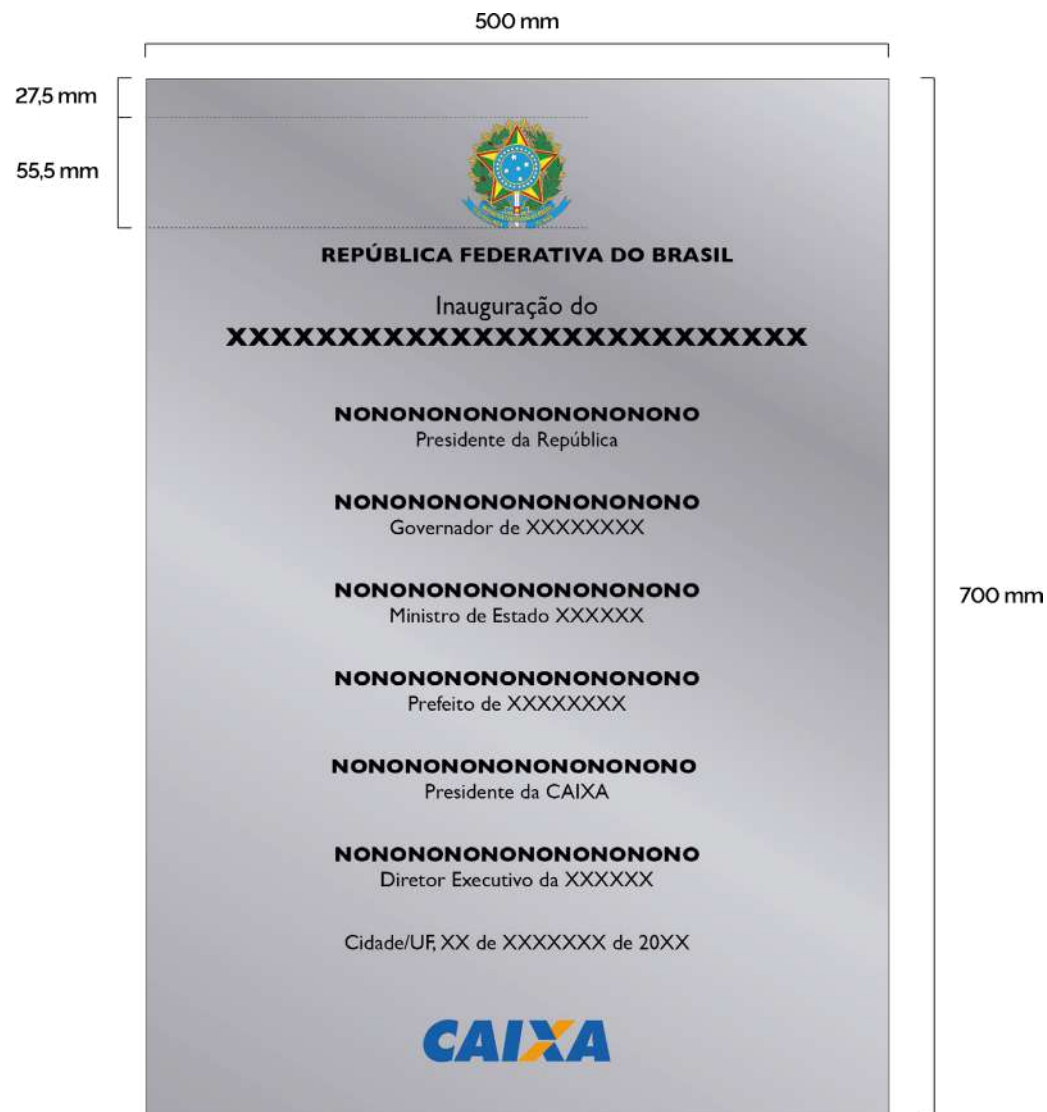 500 mm
27,5 mm
55,5 mm
REPÚBLICA FEDERATIVA DO BRASIL
Inauguração do
XXXXXXXXXXXXXXXXXXXXXXXXXX
NONONONONONONONONONO
Presidente da República
NONONONONONONONONONO
Governador de XXXXXXXX
NONONONONONONONONONO
Ministro de Estado XXXXXX
700 mm
NONONONONONONONONONO
Prefeito de XXXXXXXX
NONONONONONONONONONO
Presidente da CAIXA
NONONONONONONONONONO
Diretor Executivo da XXXXXX
Cidade/UF, XX de XXXXXXX de 20XX
CAIXA